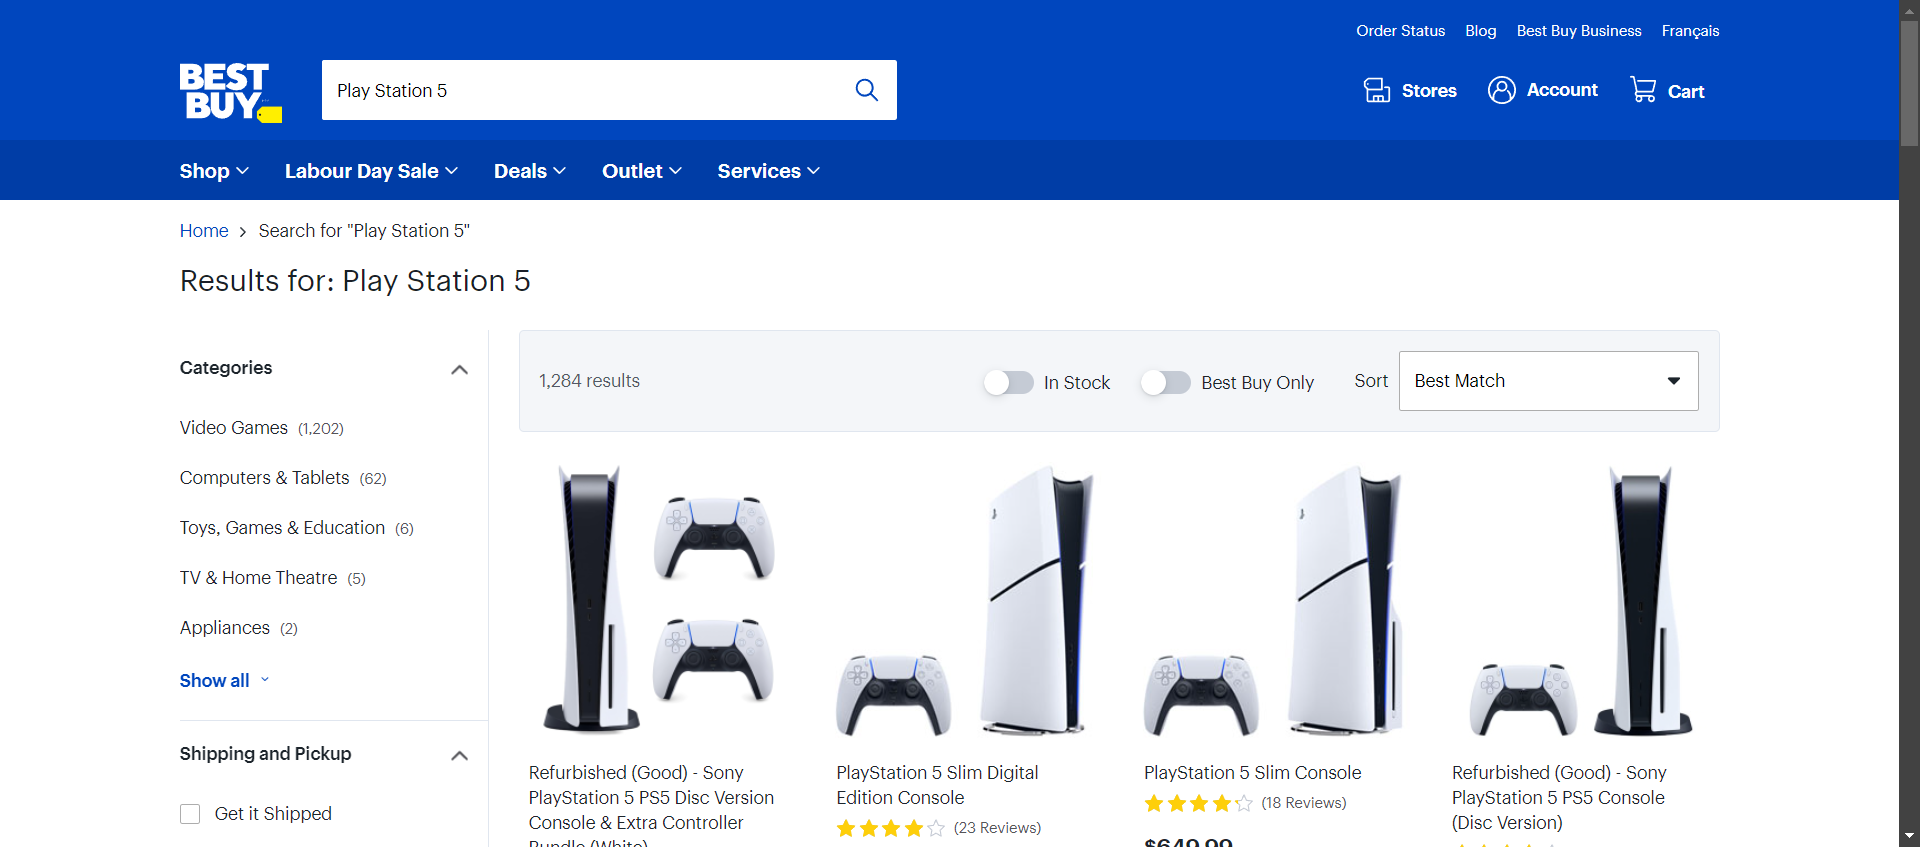 Order Status Blog Best Buy Business Français
BEST
BUY
Play Station 5
Stores Account Cart
Shop Labour Day Sale Deals Outlet Services
Home > Search for "Play Station 5"
Results for: Play Station 5
Categories
Video Games (1,202)
Computers & Tablets (62)
Toys, Games & Education (6)
TV & Home Theatre (5)
Appliances (2)
Show all
Shipping and Pickup
Get it Shipped
1,284 results
In Stock
Best Buy Only
Sort Best Match
Refurbished (Good) - Sony
PlayStation 5 PS5 Disc Version
Console & Extra Controller
Bundle (White)
PlayStation 5 Slim Digital
Edition Console
(23 Reviews)
PlayStation 5 Slim Console
(18 Reviews)
$649.99
Refurbished (Good) - Sony
PlayStation 5 PS5 Console
(Disc Version)